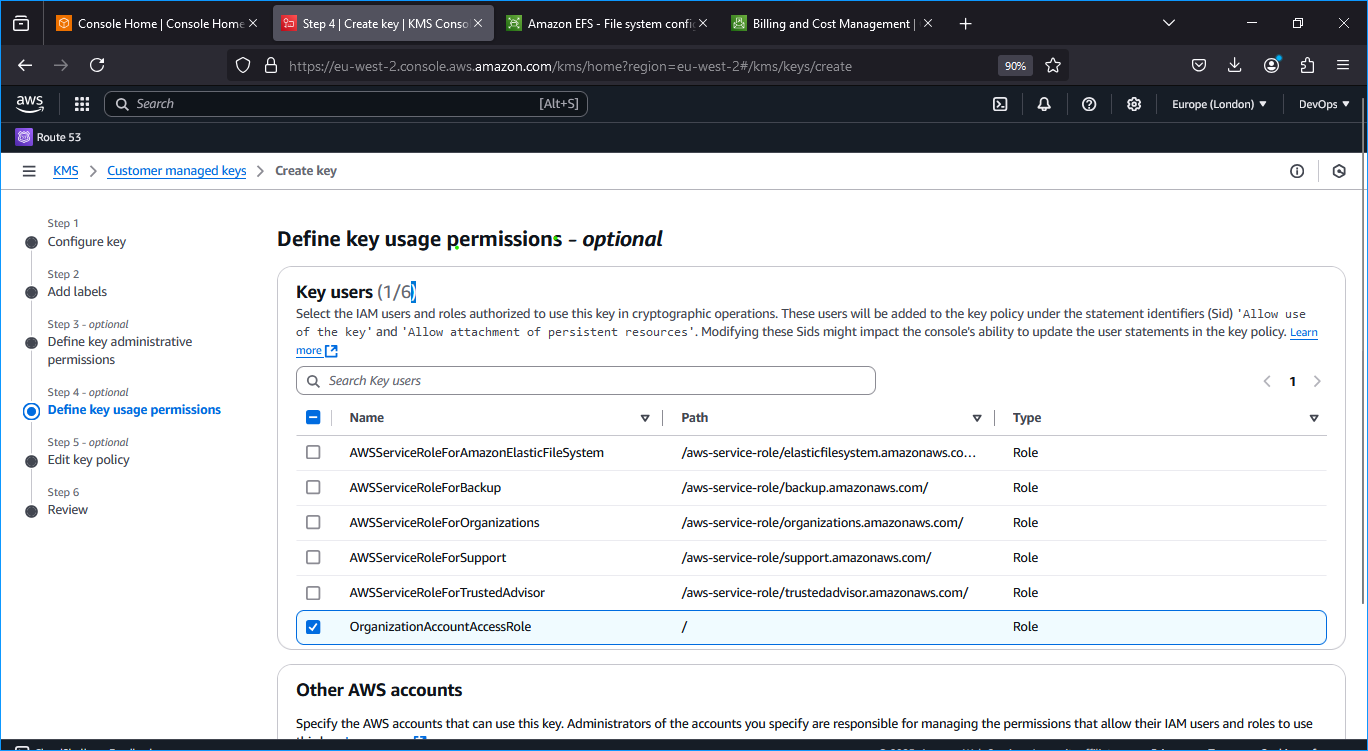 Console Home | Console Home
Step 4 | Create key | KMS Conso
Amazon EFS - File system confi
Billing and Cost Management |
https://eu-west-2.console.aws.amazon.com/kms/home?region=eu-west-2#/kms/keys/create
90%
aws
Search
[Alt+S]
Europe (London)
DevOps
Route 53
KMS
Customer managed keys
Create key
Step 1
Configure key
Step 2
Add labels
Step 3 - optional
Define key administrative
permissions
Step 4 - optional
Define key usage permissions
Step 5 - optional
Edit key policy
Step 6
Review
Define key usage permissions - optional
Key users (1/6)
Select the IAM users and roles authorized to use this key in cryptographic operations. These users will be added to the key policy under the statement identifiers (Sid) 'Allow use
of the key' and 'Allow attachment of persistent resources'. Modifying these Sids might impact the console's ability to update the user statements in the key policy. Learn
more
Search Key users
1
Name Path Type
AWSServiceRoleForAmazonElasticFileSystem /aws-service-role/elasticfilesystem.amazonaws.co... Role
AWSServiceRoleForBackup /aws-service-role/backup.amazonaws.com/ Role
AWSServiceRoleForOrganizations /aws-service-role/organizations.amazonaws.com/ Role
AWSServiceRoleForSupport /aws-service-role/support.amazonaws.com/ Role
AWSServiceRoleForTrustedAdvisor /aws-service-role/trustedadvisor.amazonaws.com/ Role
OrganizationAccountAccessRole / Role
Other AWS accounts
Specify the AWS accounts that can use this key. Administrators of the accounts you specify are responsible for managing the permissions that allow their IAM users and roles to use